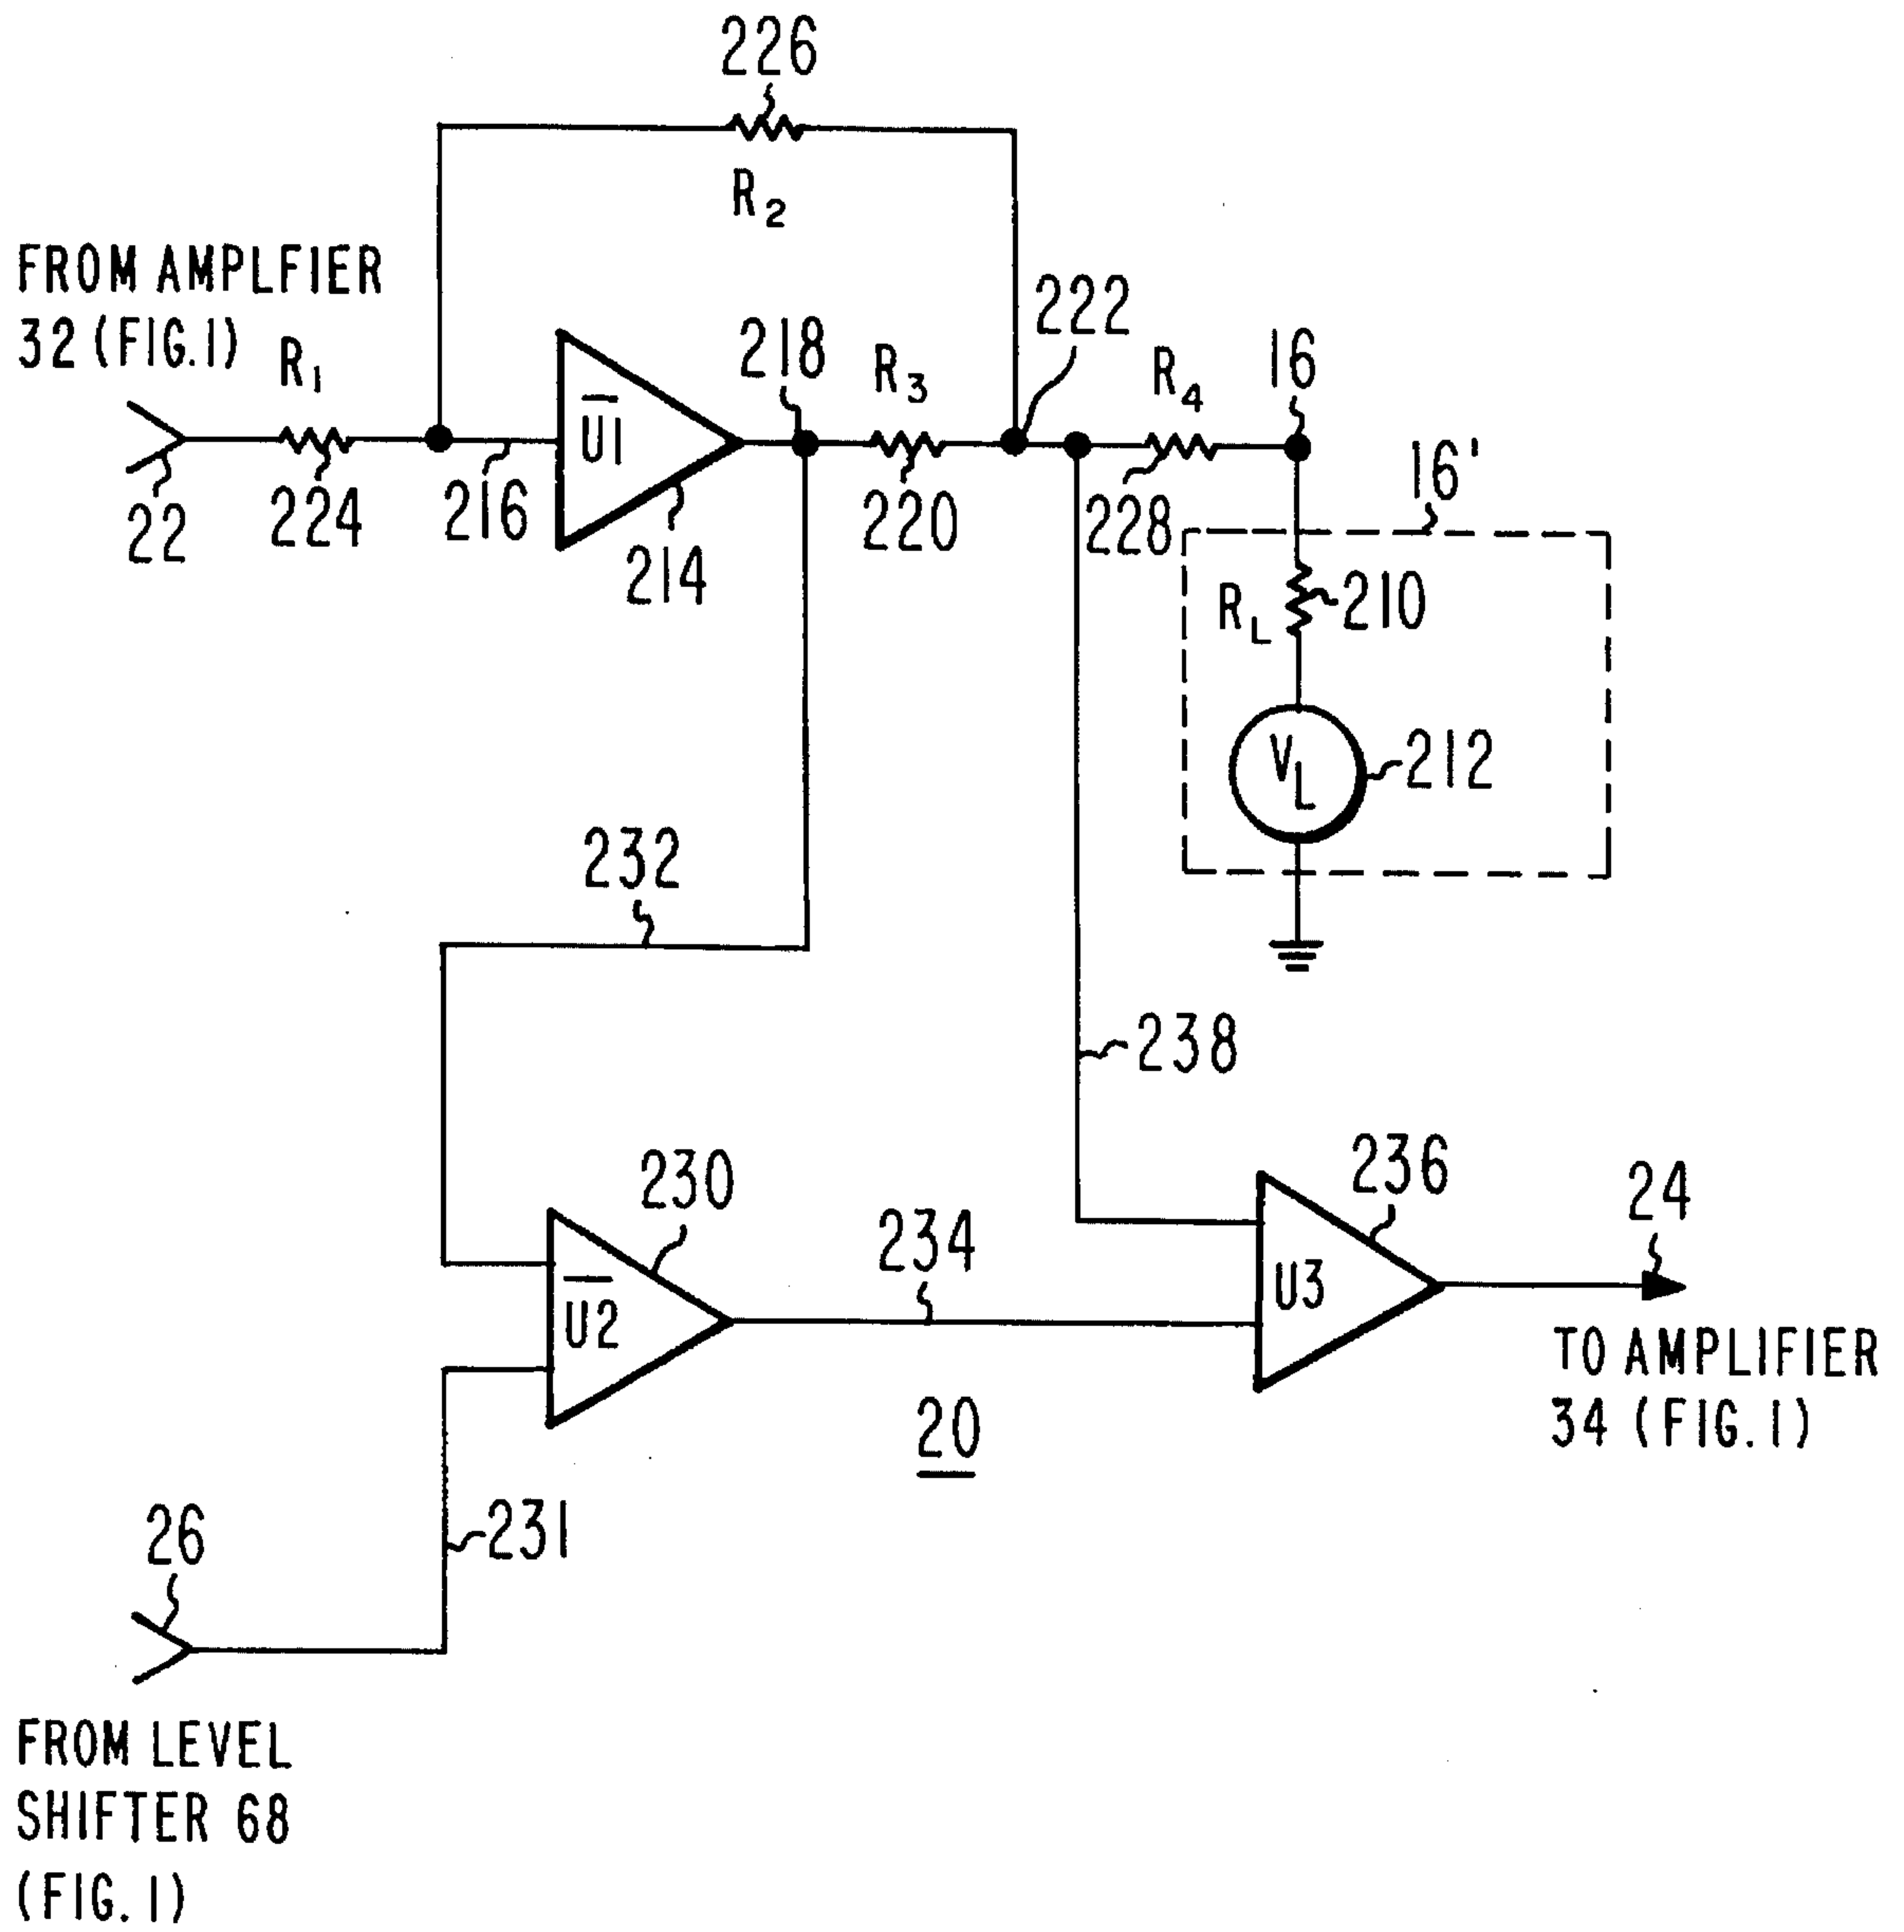 226
R2
FROM AMPLFIER
32 (FIG.1)
R1
218
R3
222
R4
16
U1
16'
22
224
216
214
220
228
RL
210
VL
212
232
238
230
236
24
234
U2
U3
TO AMPLIFIER
34 (FIG. 1)
20
26
231
FROM LEVEL
SHIFTER 68
(FIG. 1)